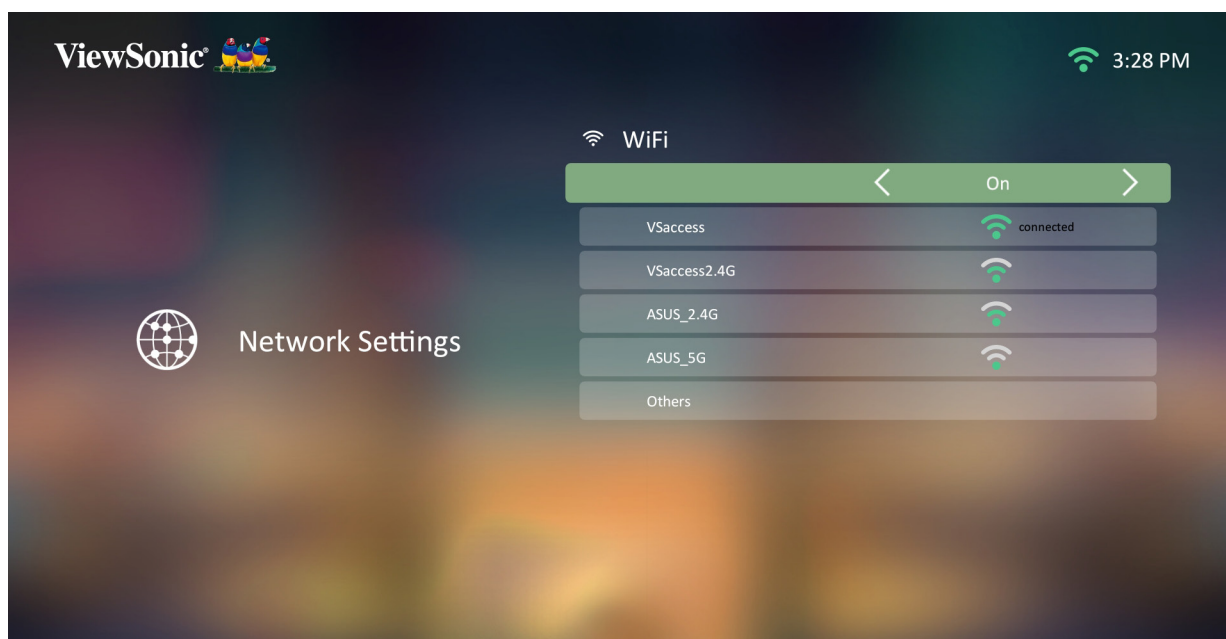 ViewSonic®
3:28 PM
WiFi
On
VSaccess connected
VSaccess2.4G
ASUS_2.4G
Network Settings
ASUS_5G
Others